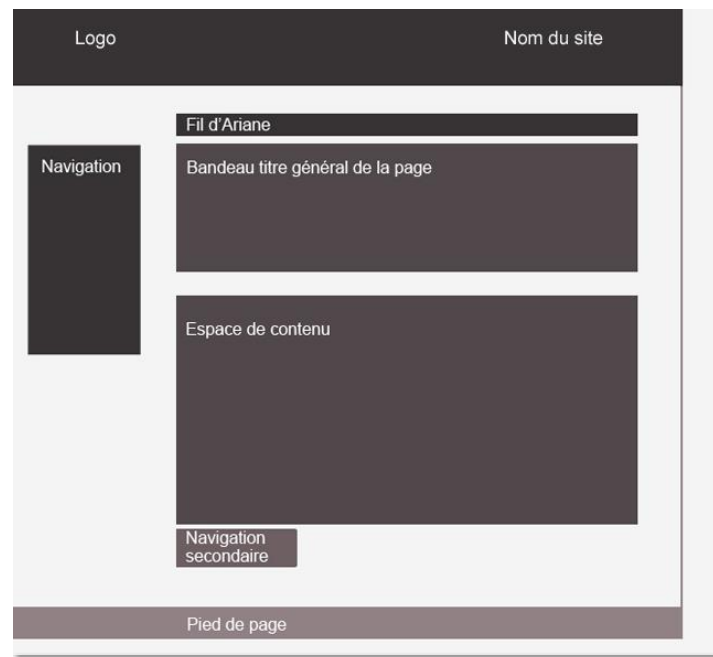 Logo
Nom du site
Fil d'Ariane
Navigation
Bandeau titre général de la page
Espace de contenu
Navigation
secondaire
Pied de page